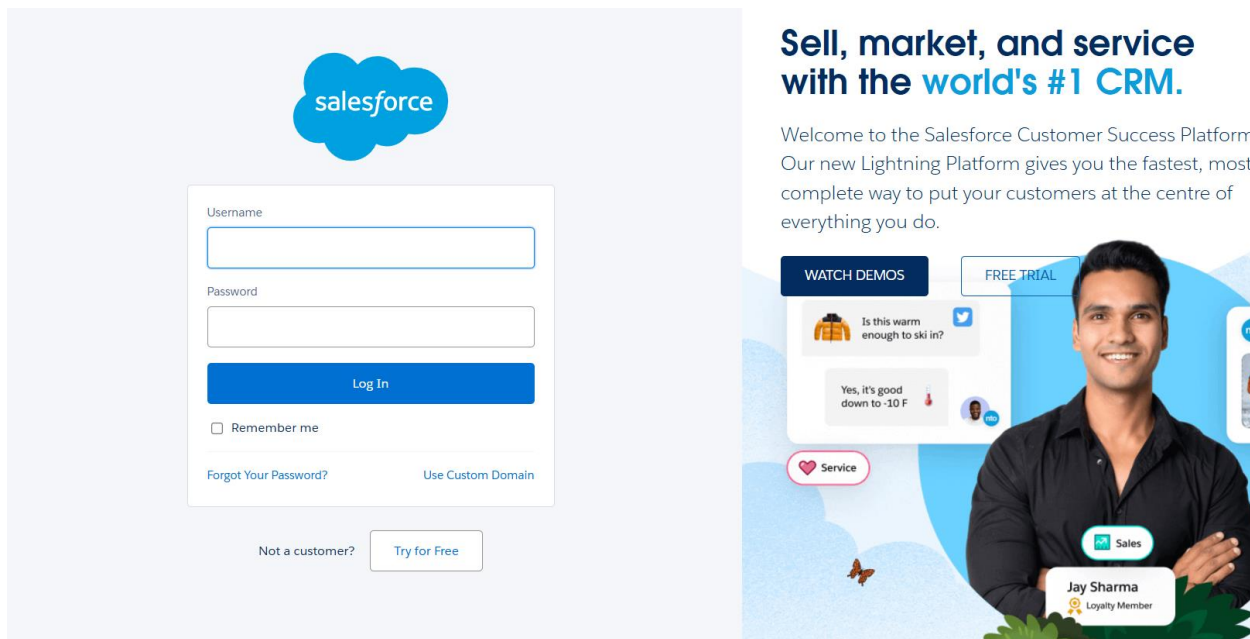 salesforce
Username
Password
Log In
Remember me
Forgot Your Password?
Use Custom Domain
Not a customer?
Try for Free
Sell, market, and service
with the world's #1 CRM.
Welcome to the Salesforce Customer Success Platform
Our new Lightning Platform gives you the fastest, most
complete way to put your customers at the centre of
everything you do.
WATCH DEMOS
FREE TRIAL
Is this warm
enough to ski in?
Yes, it's good
down to -10 F
nto
Service
Sales
Jay Sharma
Loyalty Member